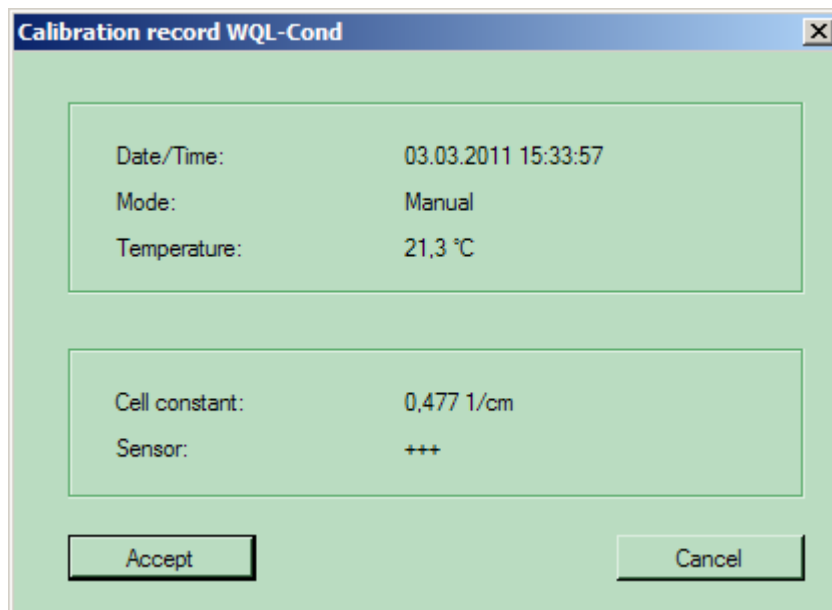 Calibration record WQL-Cond
Date/Time: 03.03.2011 15:33:57
Mode: Manual
Temperature: 21,3 °C
Cell constant: 0,477 1/cm
Sensor: +++
Accept Cancel